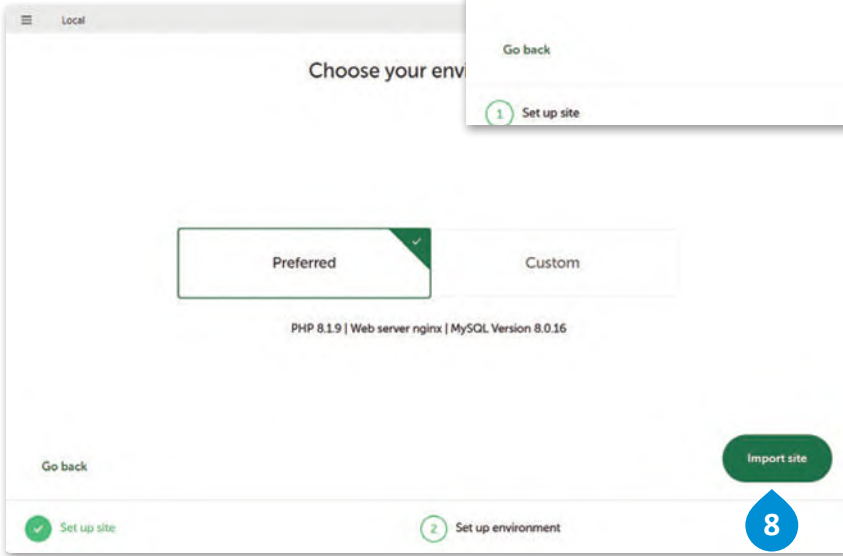 Local
Choose your envi
Go back
1 Set up site
Preferred
Custom
PHP 8.1.9 | Web server nginx | MySQL Version 8.0.16
Go back
Import site
Set up site
2 Set up environment
8